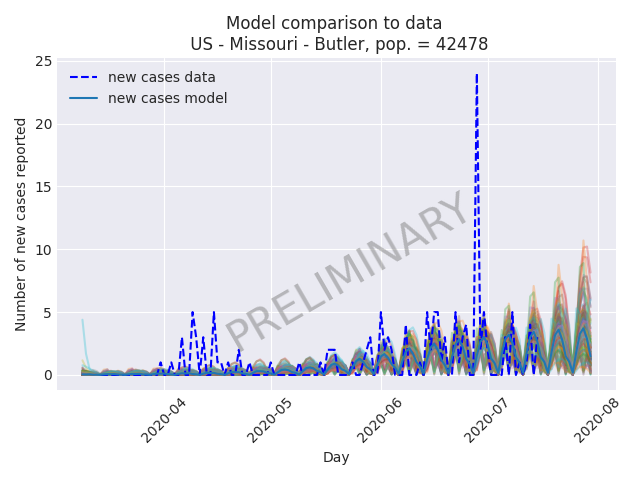 Model comparison to data
US - Missouri - Butler, pop. = 42478
25
20
15
10
5
0
Number of new cases reported
new cases data
new cases model
PRELIMINARY
2020-04
2020-05
2020-06
2020-07
2020-08
Day